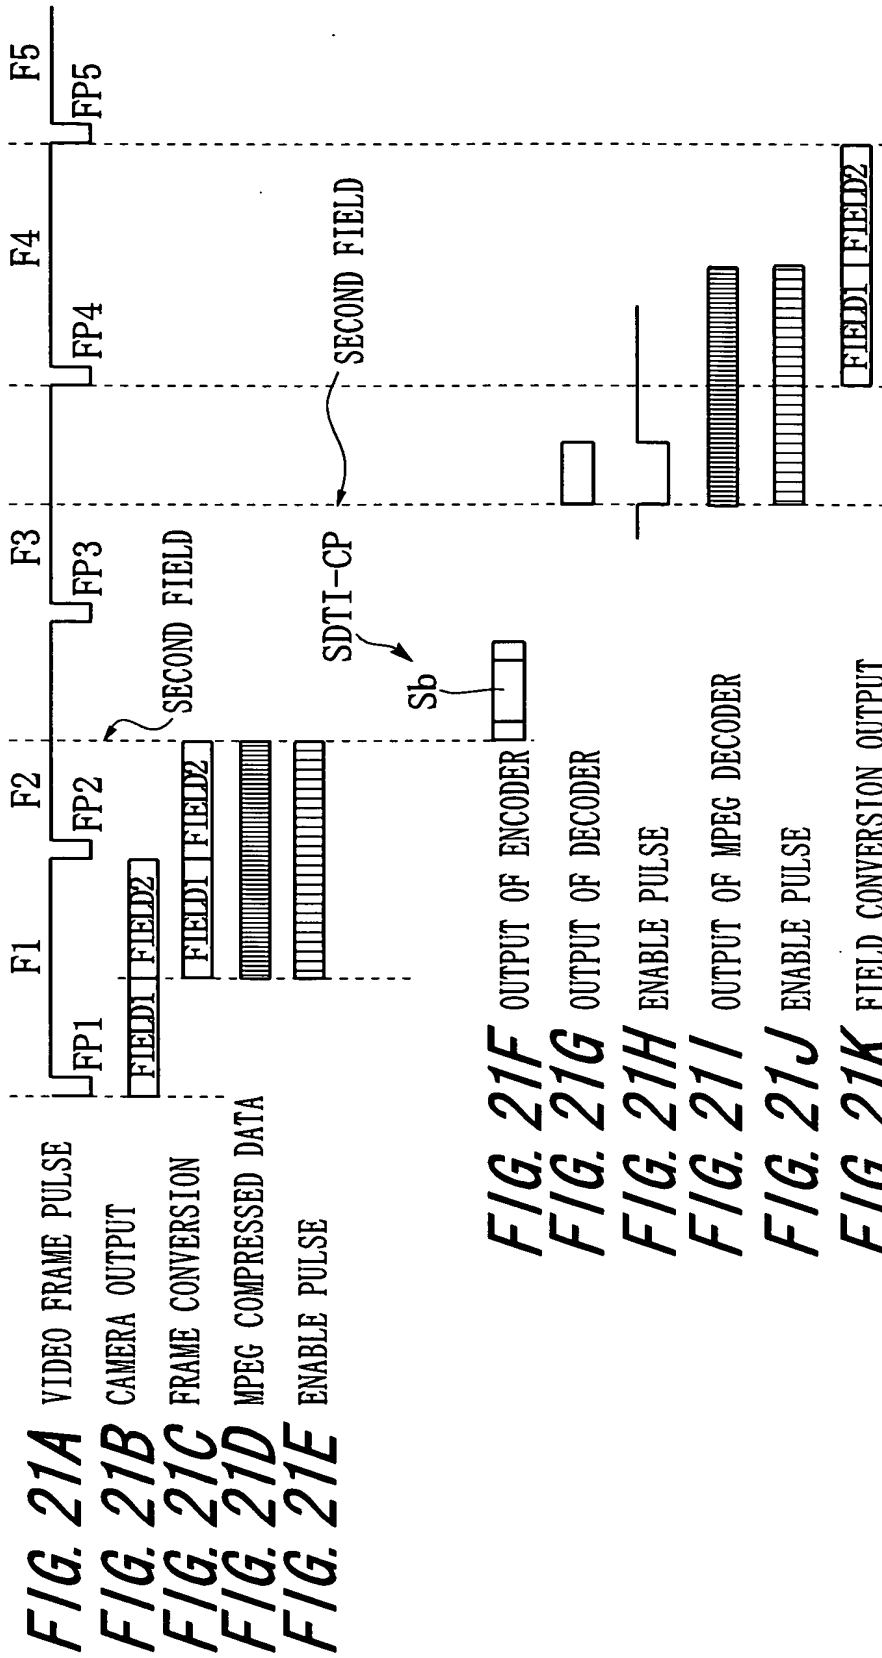 F1 F2 F3 F4 F5
FIG. 21A VIDEO FRAME PULSE
FP1 FP2 FP3 FP4 FP5
FIG. 21B CAMERA OUTPUT
FIELD1 FIELD2
SECOND FIELD
FIG. 21C FRAME CONVERSION
FIELD1 FIELD2
FIG. 21D MPEG COMPRESSED DATA
FIG. 21E ENABLE PULSE
SDTI-CP
SECOND FIELD
Sb
FIG. 21F OUTPUT OF ENCODER
FIG. 21G OUTPUT OF DECODER
FIG. 21H ENABLE PULSE
FIG. 21I OUTPUT OF MPEG DECODER
FIG. 21J ENABLE PULSE
FIG. 21K FIELD CONVERSION OUTPUT
FIELD1 FIELD2